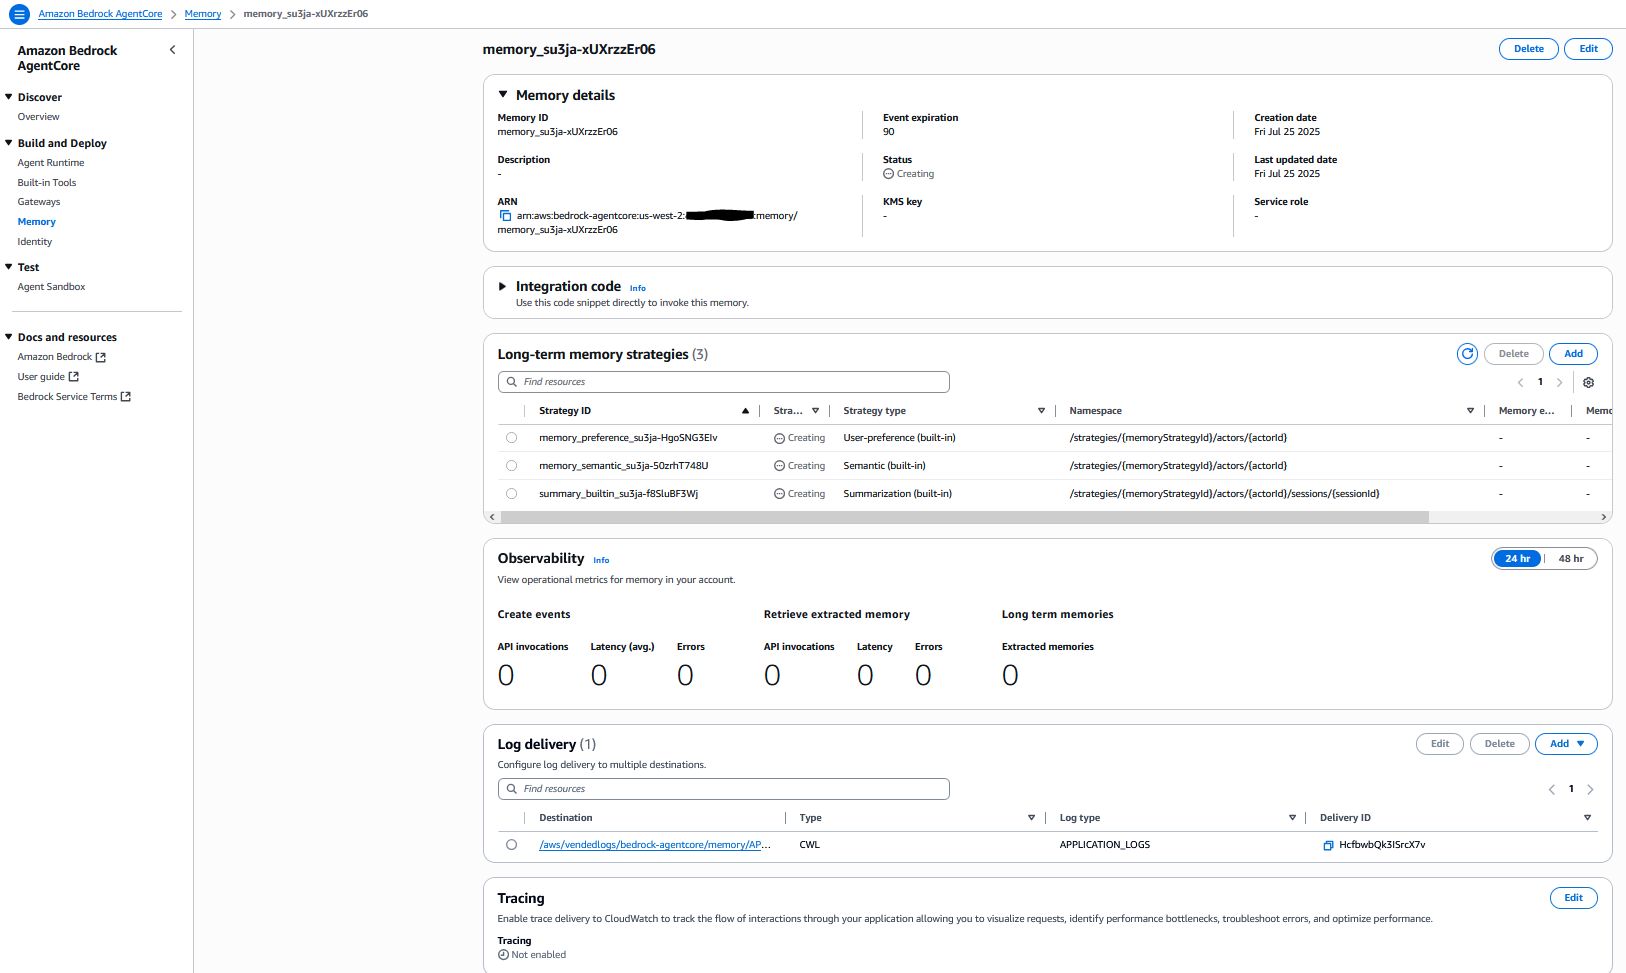 Amazon Bedrock AgentCore > Memory > memory_su3ja-xUXrzzEr06
Amazon Bedrock
AgentCore
Discover
Overview
Build and Deploy
Agent Runtime
Built-in Tools
Gateways
Memory
Identity
Test
Agent Sandbox
Docs and resources
Amazon Bedrock
User guide
Bedrock Service Terms
memory_su3ja-xUXrzzEr06
Delete Edit
Memory details
Memory ID
memory_su3ja-xUXrzzEr06
Description
-
ARN
arn:aws:bedrock-agentcore:us-west-2: :memory/
memory_su3ja-xUXrzzEr06
Event expiration
90
Status
Creating
KMS key
-
Creation date
Fri Jul 25 2025
Last updated date
Fri Jul 25 2025
Service role
-
Integration code Info
Use this code snippet directly to invoke this memory.
Long-term memory strategies (3)
Delete Add
Find resources
1
Strategy ID Stra... Strategy type Namespace Memory e... Memo
memory_preference_su3ja-HgoSNG3EIv Creating User-preference (built-in) /strategies/{memoryStrategyId}/actors/{actorId} - -
memory_semantic_su3ja-50zrhT748U Creating Semantic (built-in) /strategies/{memoryStrategyId}/actors/{actorId} - -
summary_builtin_su3ja-f8SluBF3Wj Creating Summarization (built-in) /strategies/{memoryStrategyId}/actors/{actorId}/sessions/{sessionId} - -
Observability Info
24 hr 48 hr
View operational metrics for memory in your account.
Create events Retrieve extracted memory Long term memories
API invocations Latency (avg.) Errors API invocations Latency Errors Extracted memories
0 0 0 0 0 0 0
Log delivery (1)
Edit Delete Add
Configure log delivery to multiple destinations.
Find resources
1
Destination Type Log type Delivery ID
/aws/vendedlogs/bedrock-agentcore/memory/AP... CWL APPLICATION_LOGS HcfbwbQk3ISrcX7v
Tracing
Edit
Enable trace delivery to CloudWatch to track the flow of interactions through your application allowing you to visualize requests, identify performance bottlenecks, troubleshoot errors, and optimize performance.
Tracing
Not enabled